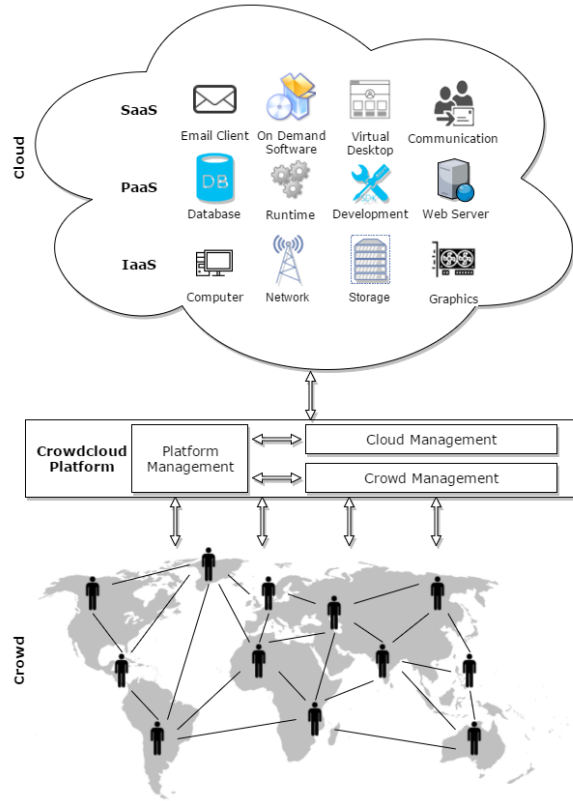 Cloud
SaaS
Email Client
On Demand
Software
Virtual
Desktop
Communication
PaaS
DB
Database
Runtime
Development
Web Server
IaaS
Computer
Network
Storage
Graphics
Crowdcloud
Platform
Platform
Management
Cloud Management
Crowd Management
Crowd